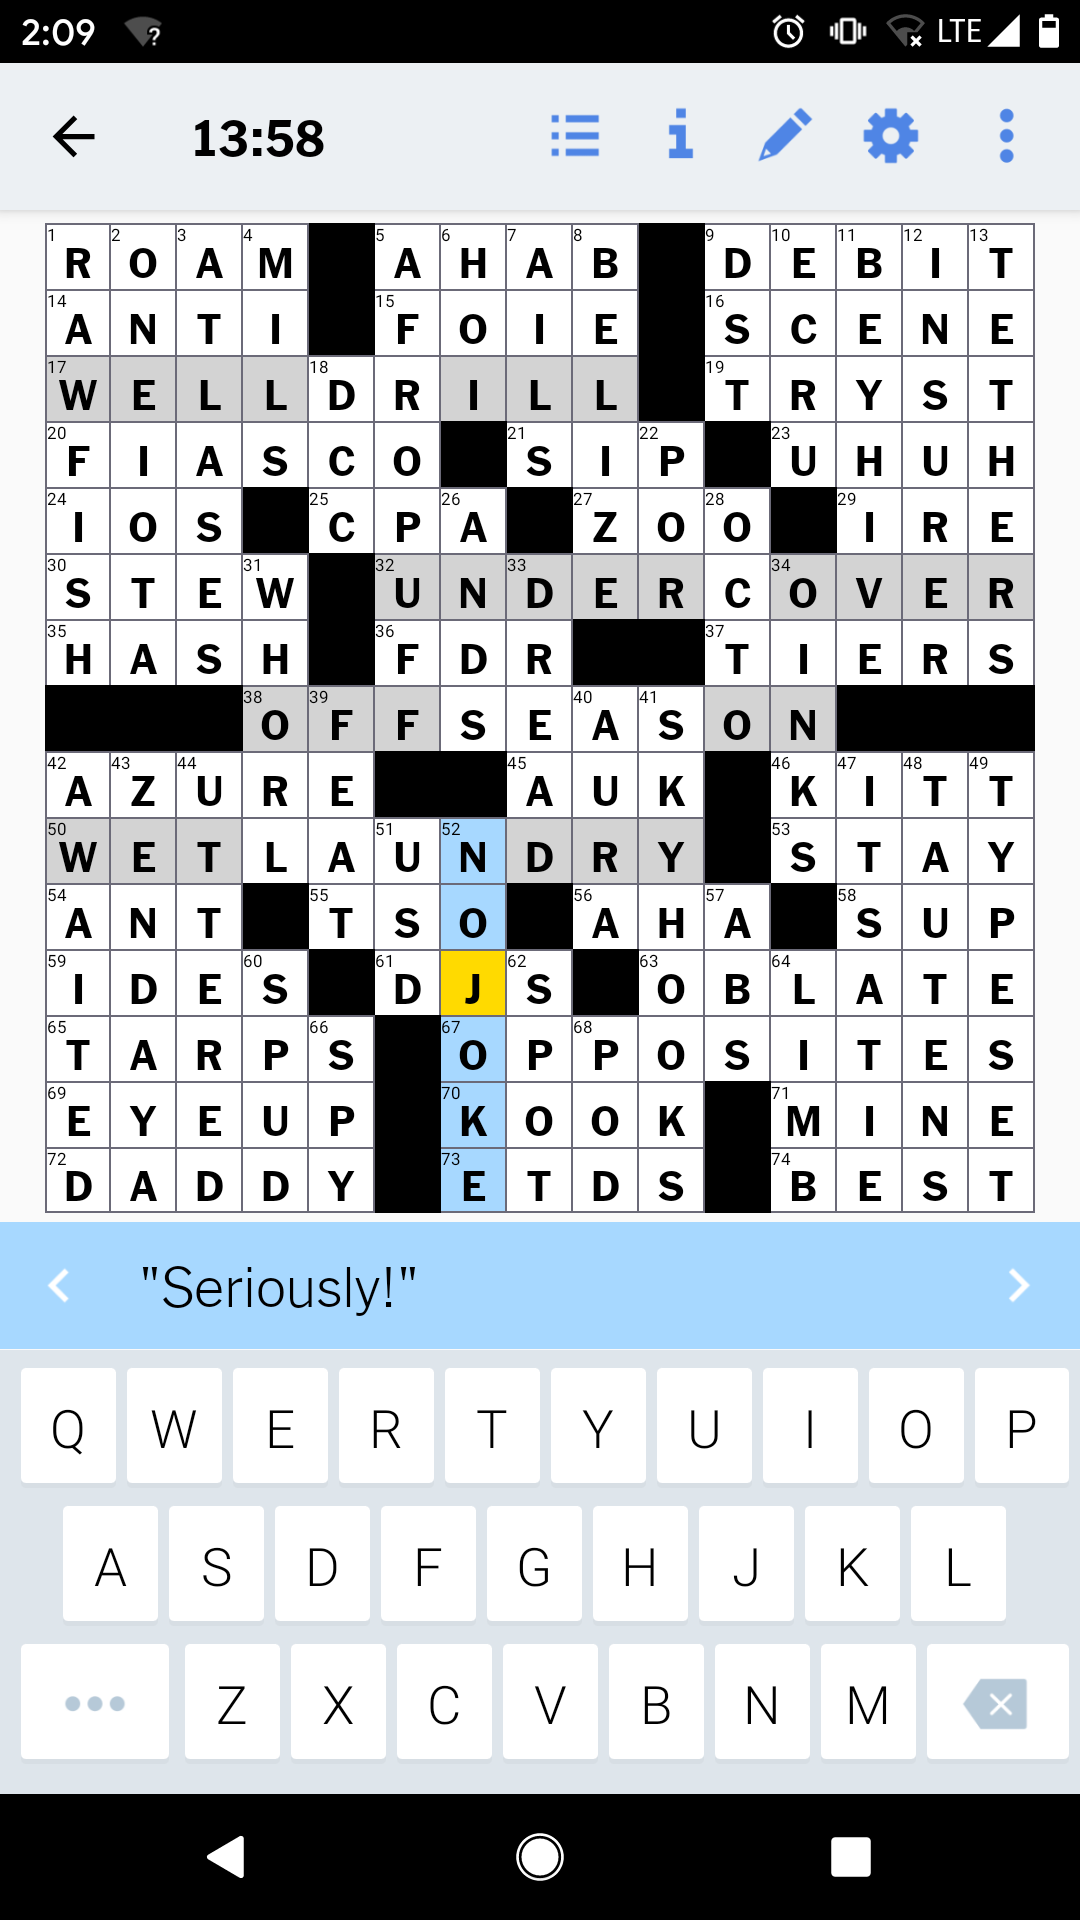 2:09 ? LTE
13:58
1 R 2 O 3 A 4 M 5 A 6 H 7 A 8 B 9 D 10 E 11 B 12 I 13 T
14 A N T I 15 F O I E 16 S C E N E
17 W E L L 18 D R I L L 19 T R Y S T
20 F I A S C O 21 S I 22 P 23 U H U H
24 I O S 25 C P 26 A 27 Z O 28 O 29 I R E
30 S T E 31 W 32 U N 33 D E R C 34 O V E R
35 H A S H 36 F D R 37 T I E R S
38 O 39 F F S E 40 A 41 S O N
42 A 43 Z 44 U R E 45 A U K 46 K 47 I 48 T 49 T
50 W E T L A 51 U 52 N D R Y 53 S T A Y
54 A N T 55 T S O 56 A H 57 A 58 S U P
59 I D E 60 S 61 D J 62 S 63 O B 64 L A T E
65 T A R P 66 S 67 O P 68 P O S I T E S
69 E Y E U P 70 K O O K 71 M I N E
72 D A D D Y 73 E T D S 74 B E S T
"Seriously!"
Q W E R T Y U I O P
A S D F G H J K L
Z X C V B N M